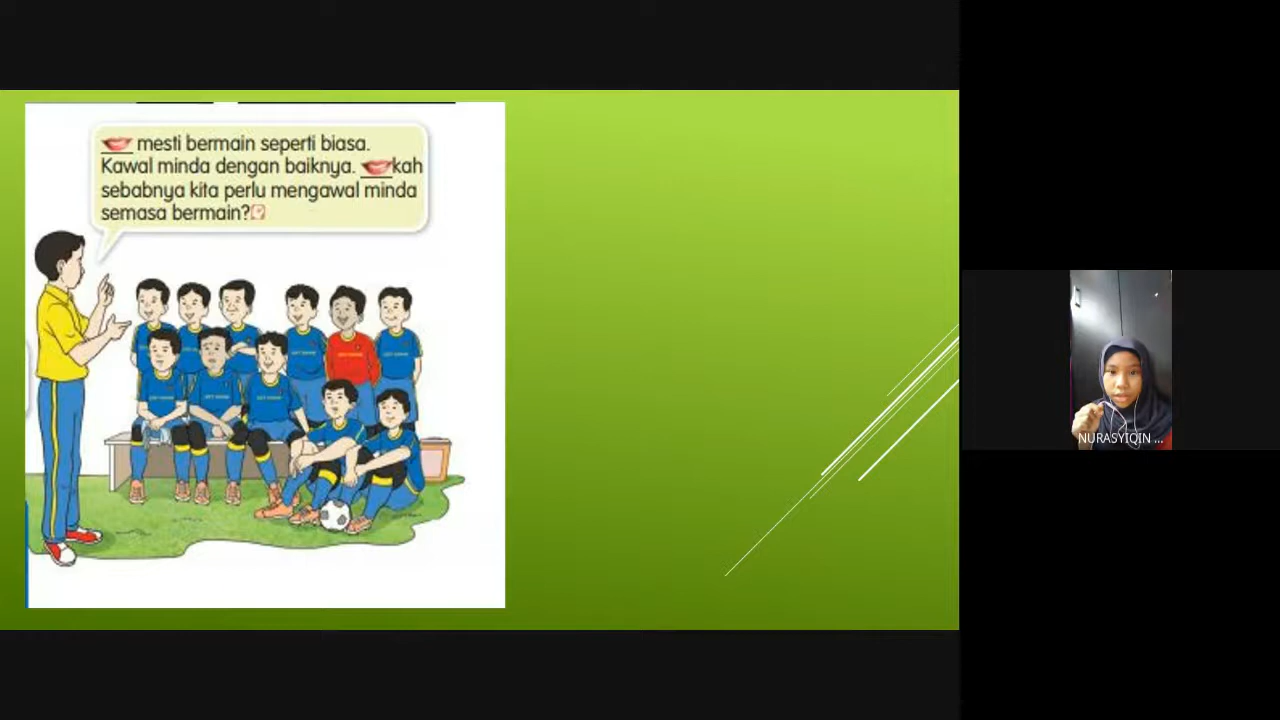 mesti bermain seperti biasa.
Kawal minda dengan baiknya. kah
sebabnya kita perlu mengawal minda
semasa bermain?
NURASYIQIN ...